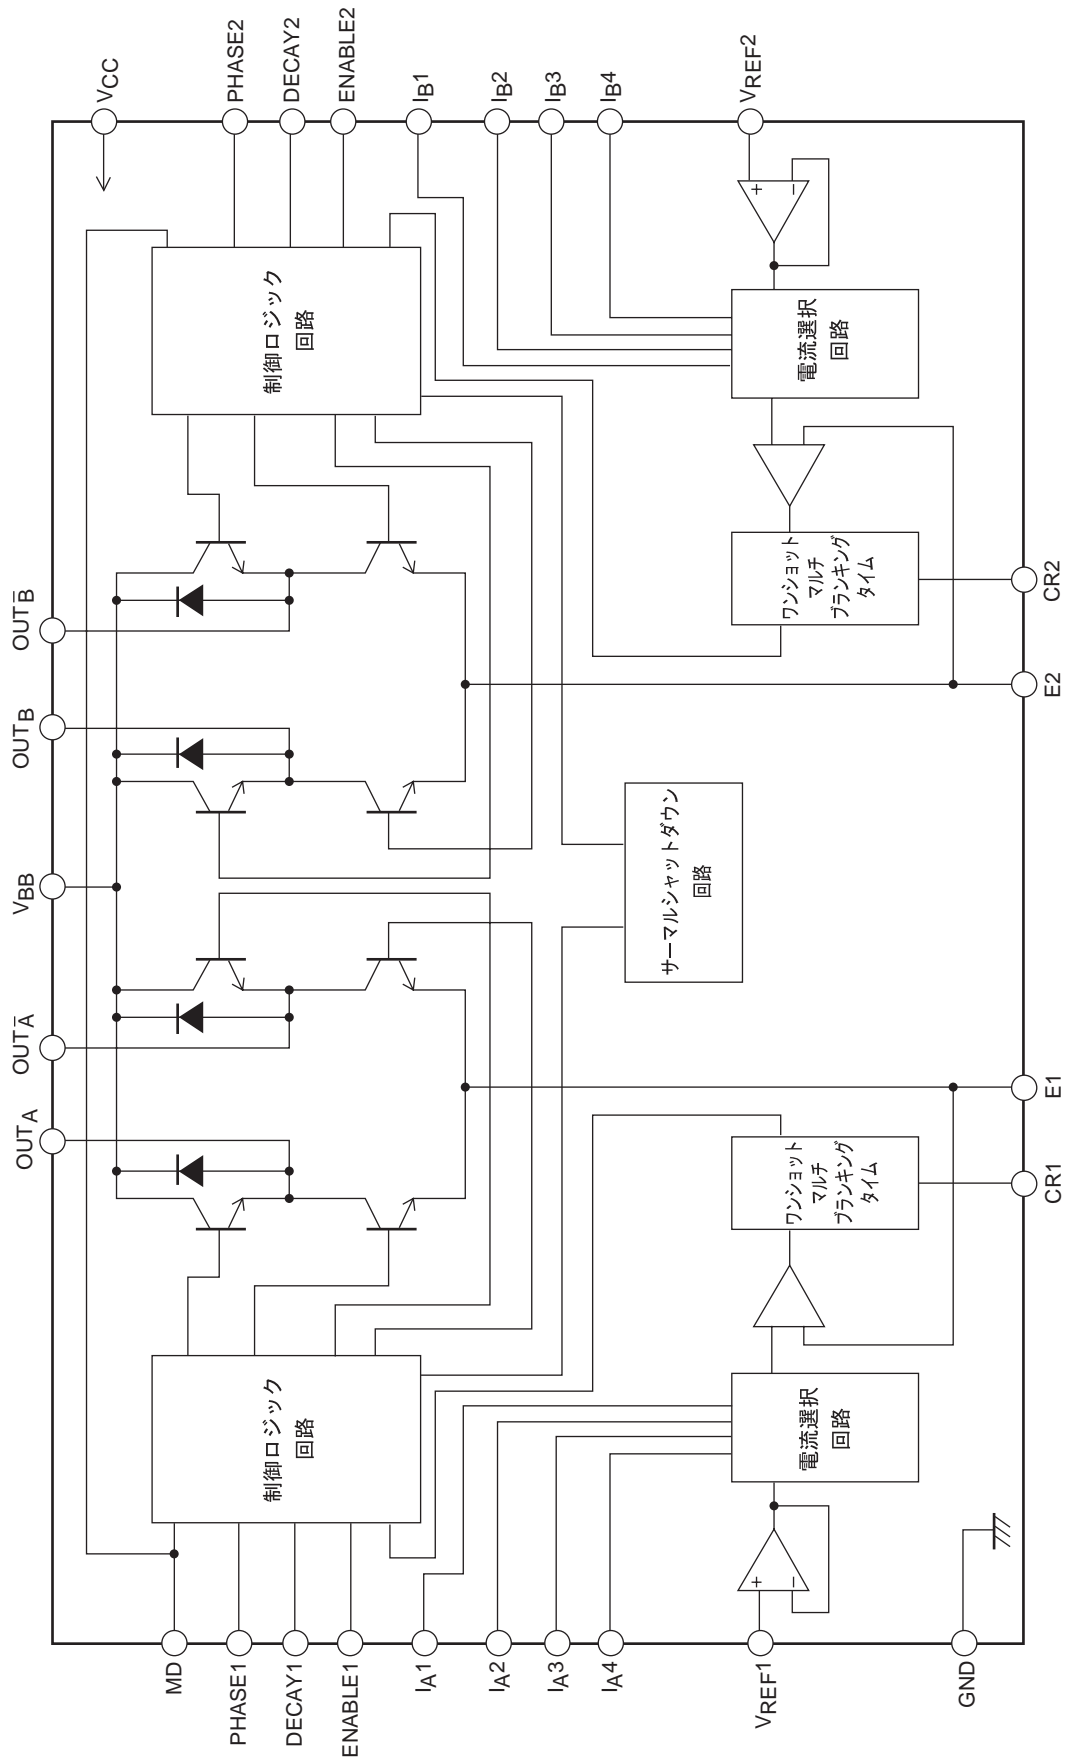 OUTA
OUTA̅
VBB
OUTB
OUTB̅
MD
PHASE1
DECAY1
ENABLE1
IA1
IA2
IA3
IA4
VREF1
GND
VCC
PHASE2
DECAY2
ENABLE2
IB1
IB2
IB3
IB4
VREF2
制御ロジック
回路
制御ロジック
回路
サーマルシャットダウン
回路
+
−
電流選択
回路
ワンショット
マルチ
ブランキング
タイム
ワンショット
マルチ
ブランキング
タイム
電流選択
回路
+
−
CR1
E1
E2
CR2